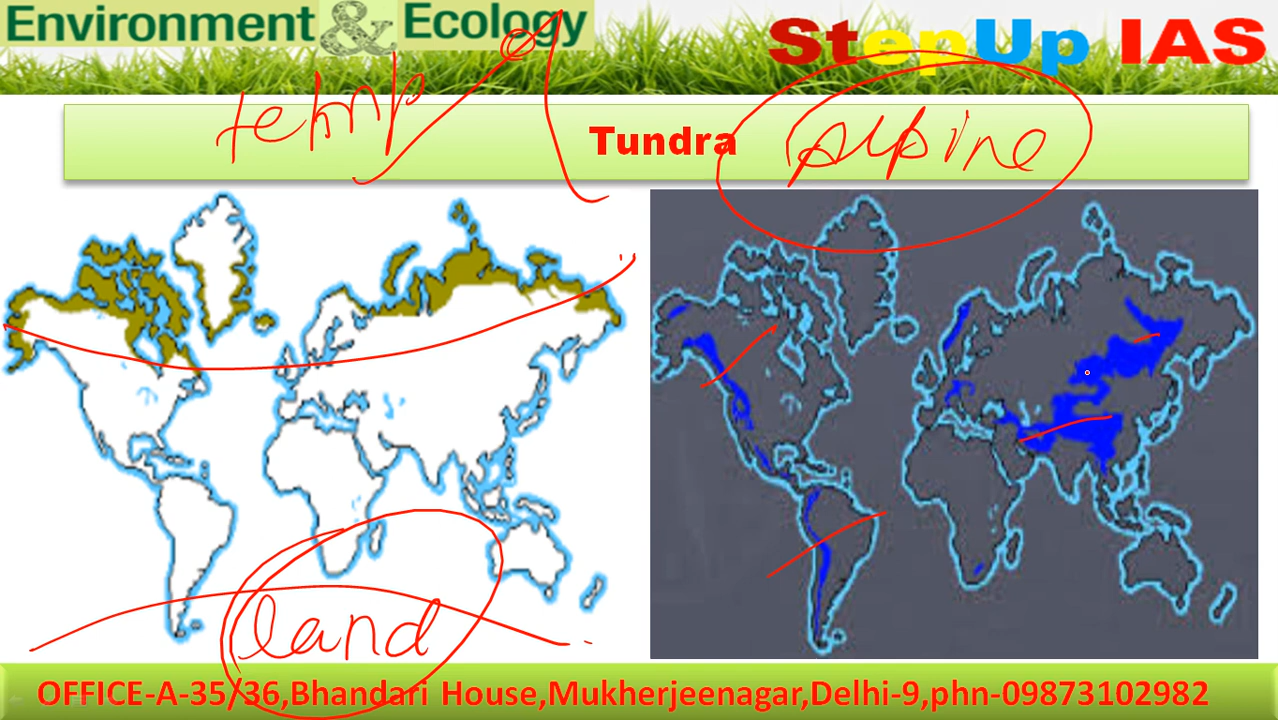 Environment & Ecology
StepUp IAS
temp
Tundra alpine
land
OFFICE-A-35/36,Bhandari House,Mukherjeenagar,Delhi-9,phn-09873102982